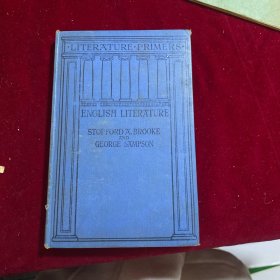 LITERATURE · PRIMERS
ENGLISH LITERATURE
STOPFORD A. BROOKE
AND
GEORGE SAMPSON